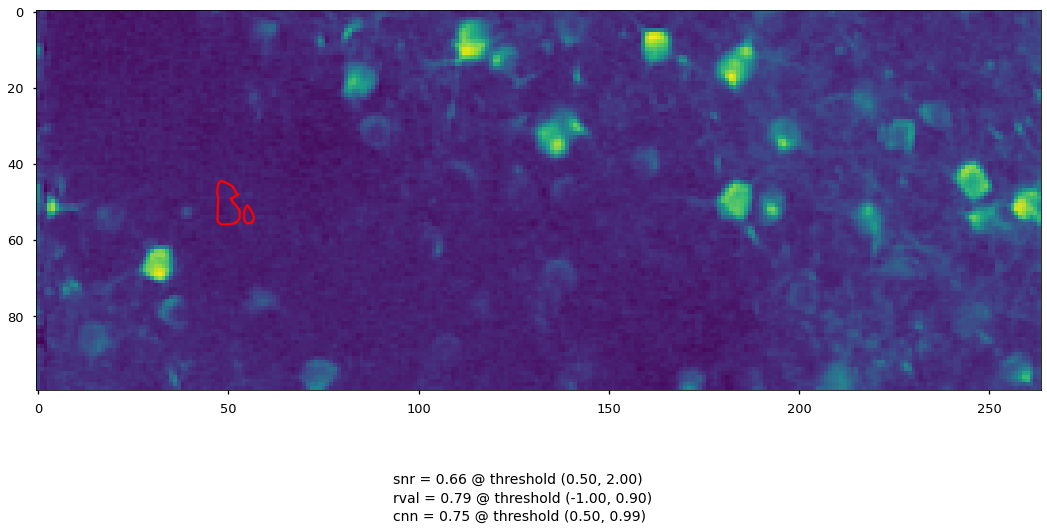 0
20
40
60
80
0 50 100 150 200 250
snr = 0.66 @ threshold (0.50, 2.00)
rval = 0.79 @ threshold (-1.00, 0.90)
cnn = 0.75 @ threshold (0.50, 0.99)